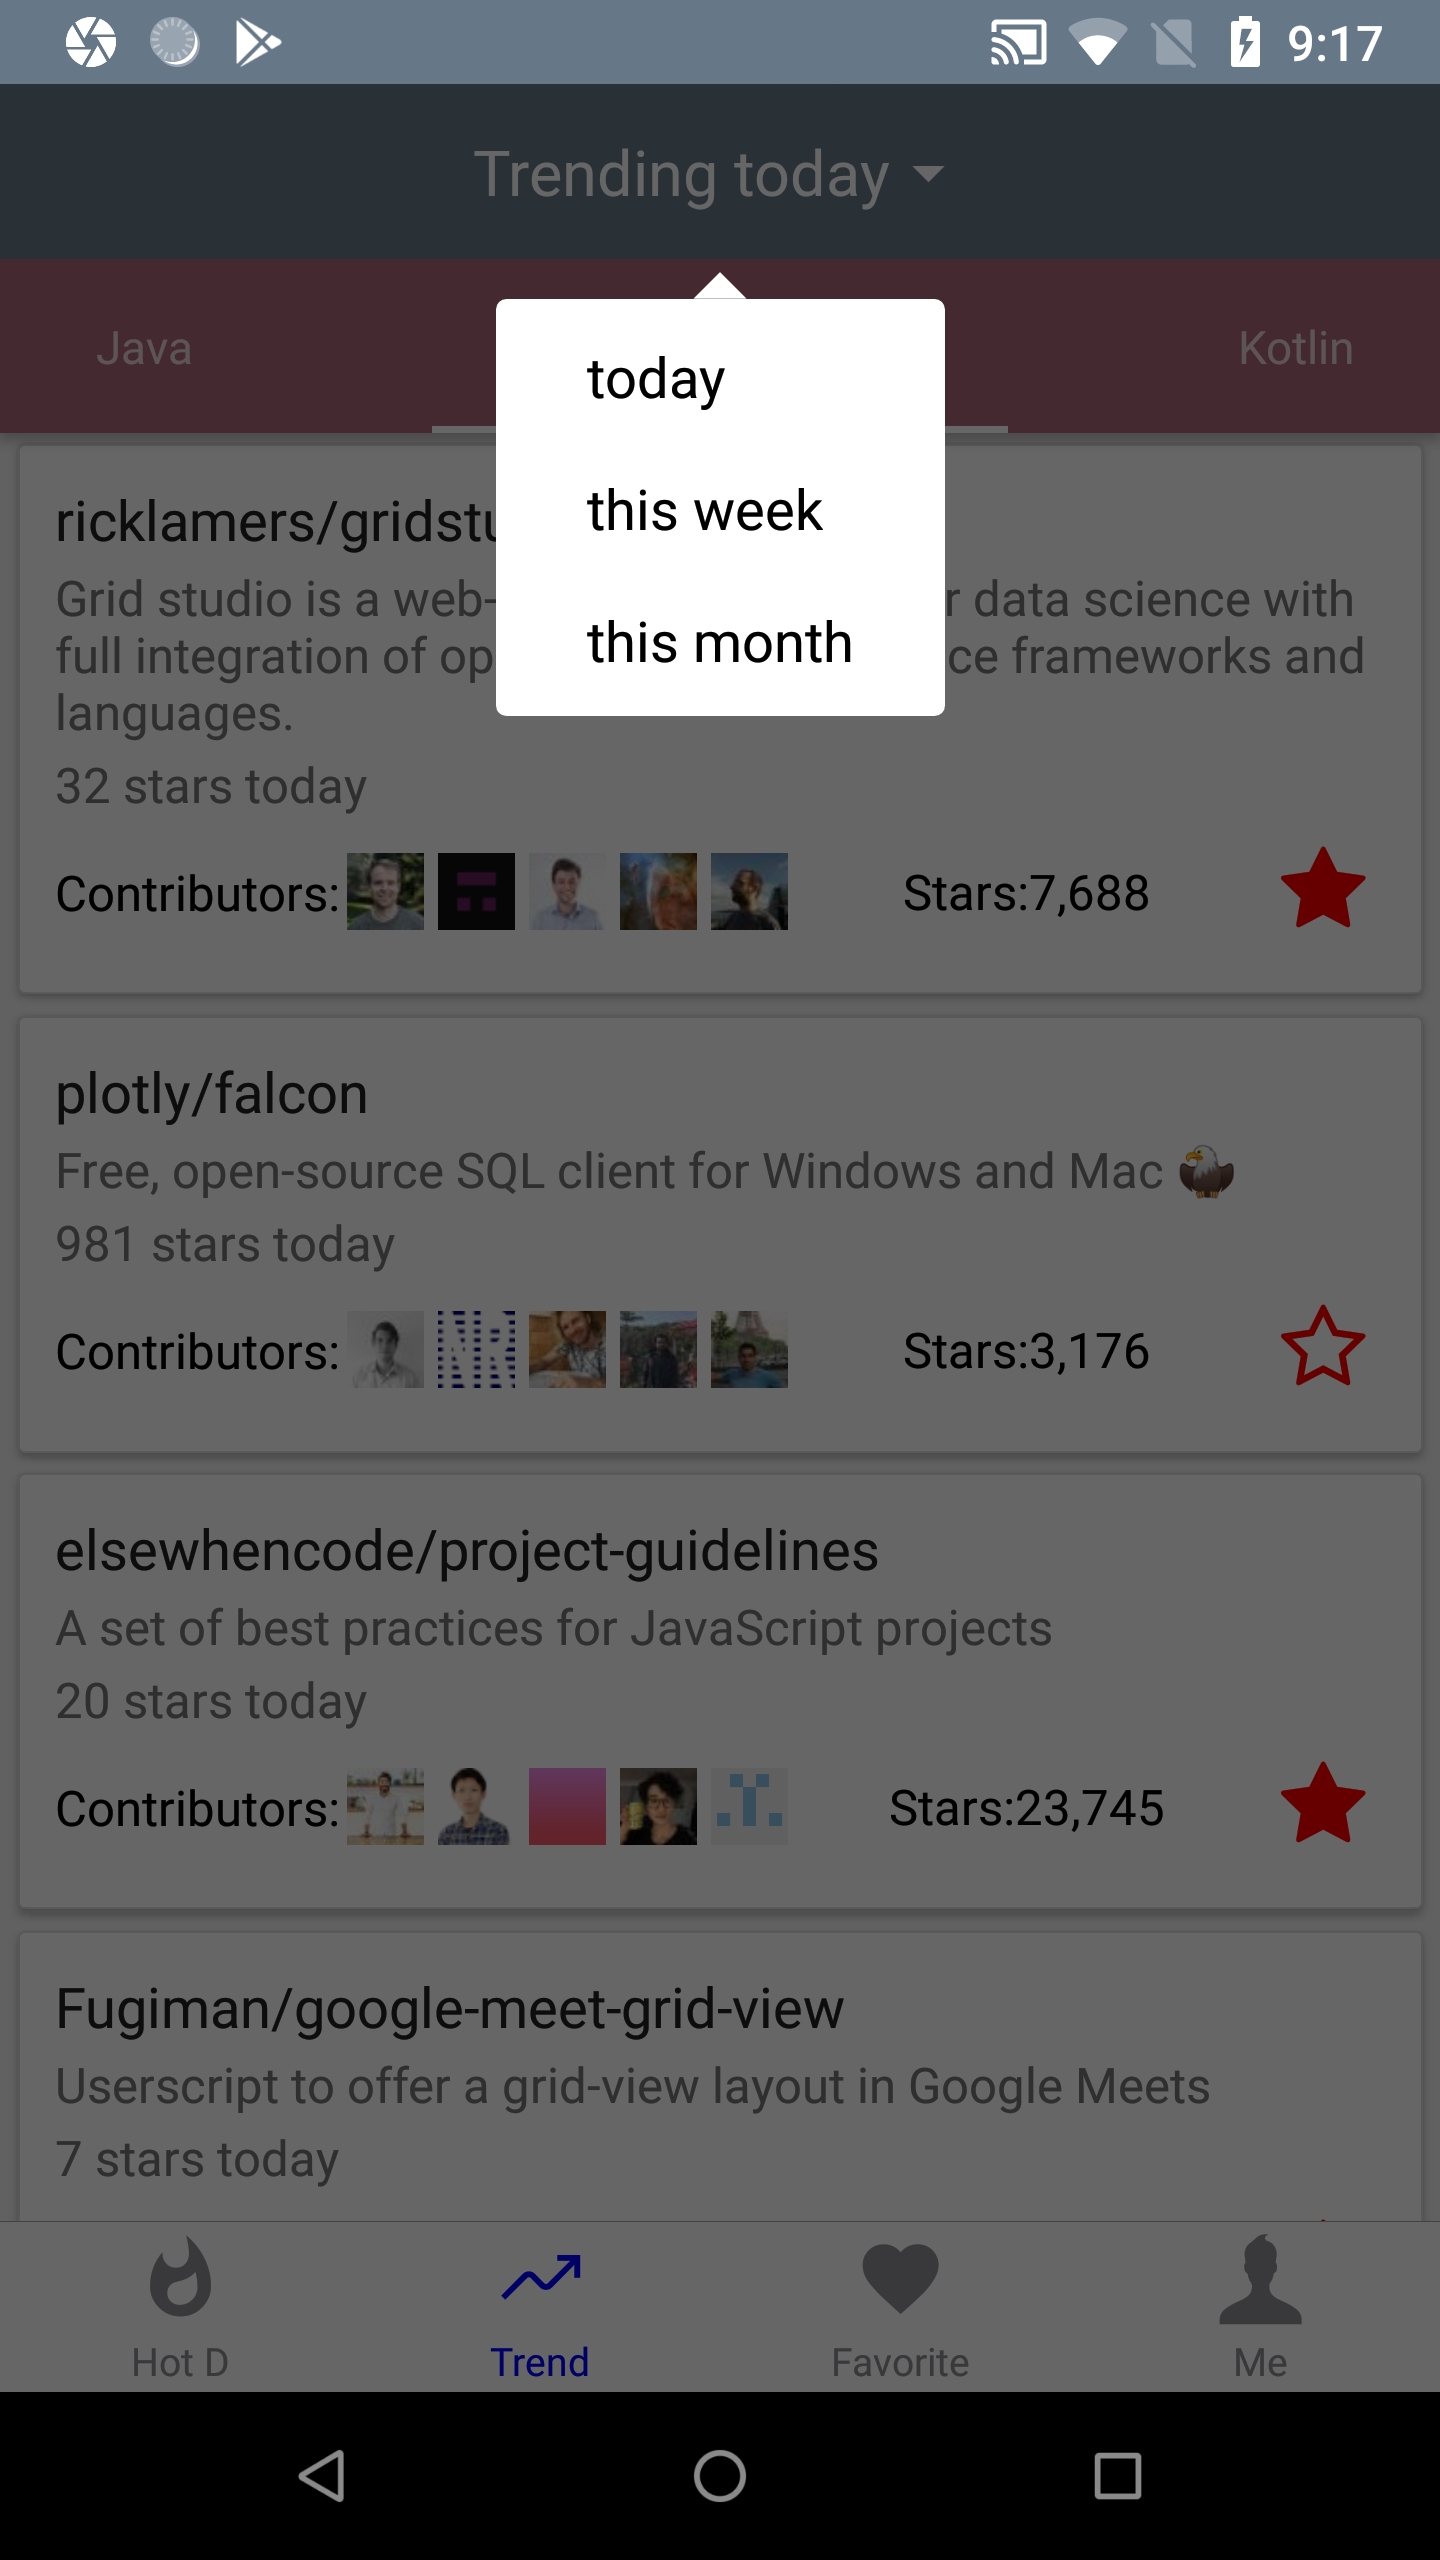 9:17
Trending today
Java
Kotlin
today
this week
this month
ricklamers/gridstu
Grid studio is a web- r data science with
full integration of op ce frameworks and
languages.
32 stars today
Contributors: Stars:7,688
plotly/falcon
Free, open-source SQL client for Windows and Mac 🦅
981 stars today
Contributors: NR Stars:3,176
elsewhencode/project-guidelines
A set of best practices for JavaScript projects
20 stars today
Contributors: Stars:23,745
Fugiman/google-meet-grid-view
Userscript to offer a grid-view layout in Google Meets
7 stars today
Hot D
Trend
Favorite
Me